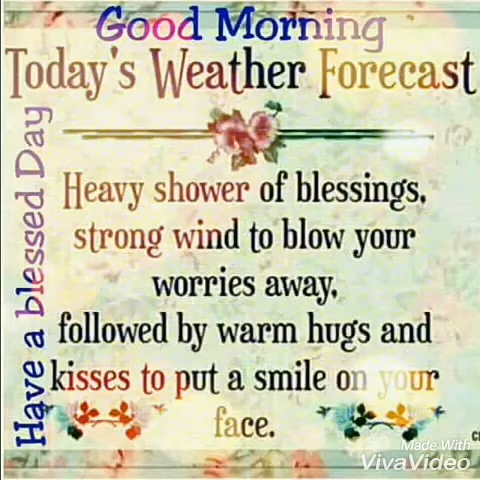 Good Morning
Today's Weather Forecast
Have a blessed Day
Heavy shower of blessings,
strong wind to blow your
worries away,
followed by warm hugs and
kisses to put a smile on your
face.
Made With
VivaVideo